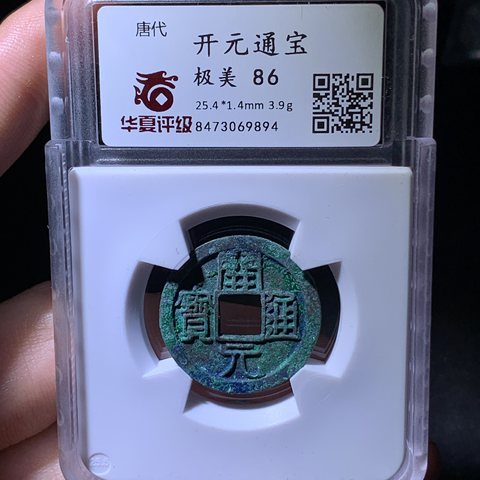 唐代
开元通宝
极美 86
25.4*1.4mm 3.9g
华夏评级
8473069894
開元通寶